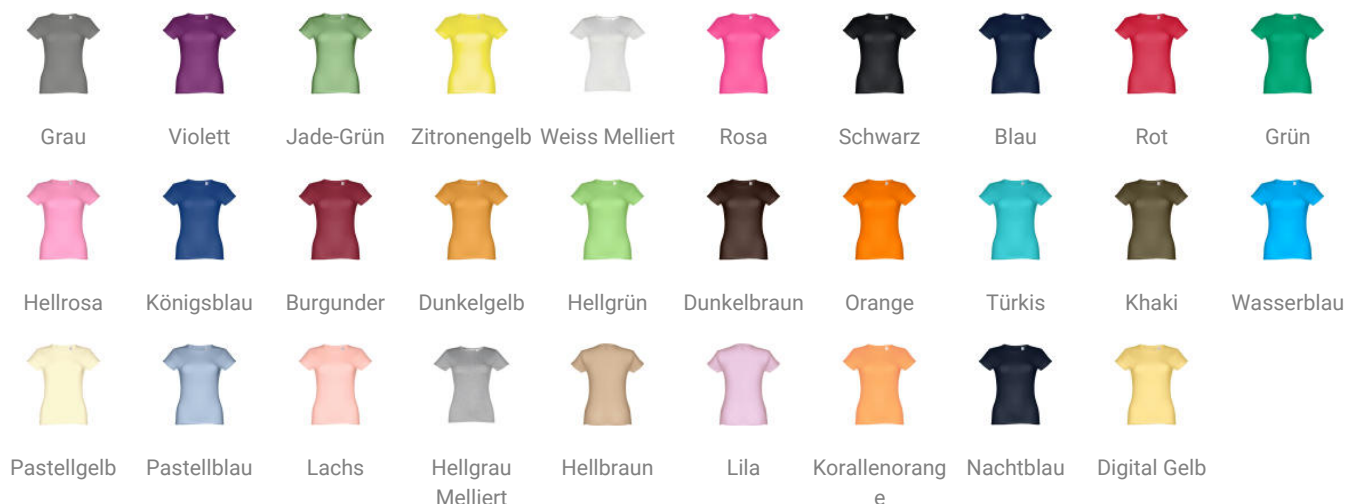 Grau Violett Jade-Grün Zitronengelb Weiss Melliert Rosa Schwarz Blau Rot Grün
Hellrosa Königsblau Burgunder Dunkelgelb Hellgrün Dunkelbraun Orange Türkis Khaki Wasserblau
Pastellgelb Pastellblau Lachs Hellgrau Hellbraun Lila Korallenorang Nachtblau Digital Gelb
Melliert e